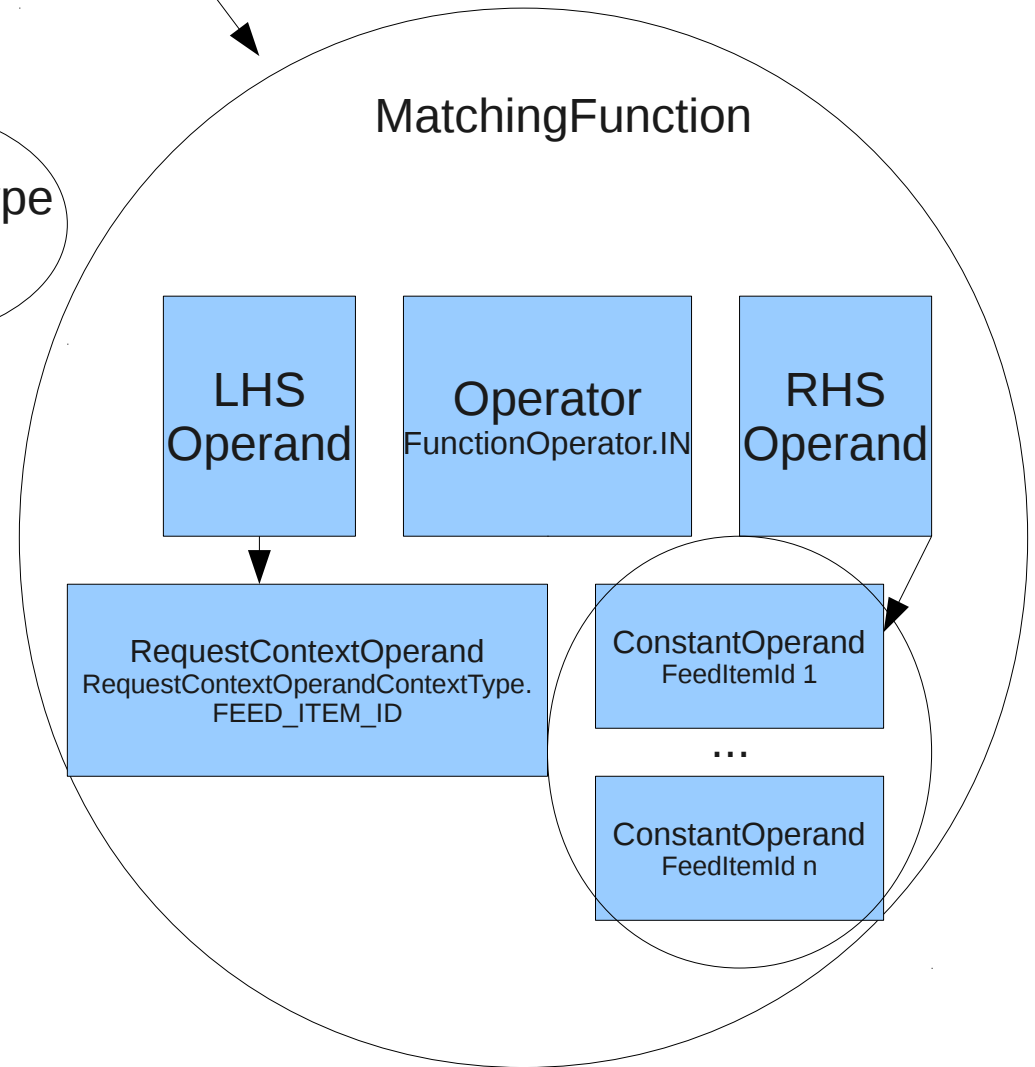 MatchingFunction
pe
LHS
Operand
Operator
FunctionOperator.IN
RHS
Operand
RequestContextOperand
RequestContextOperandContextType.
FEED_ITEM_ID
ConstantOperand
FeedItemId 1
...
ConstantOperand
FeedItemId n